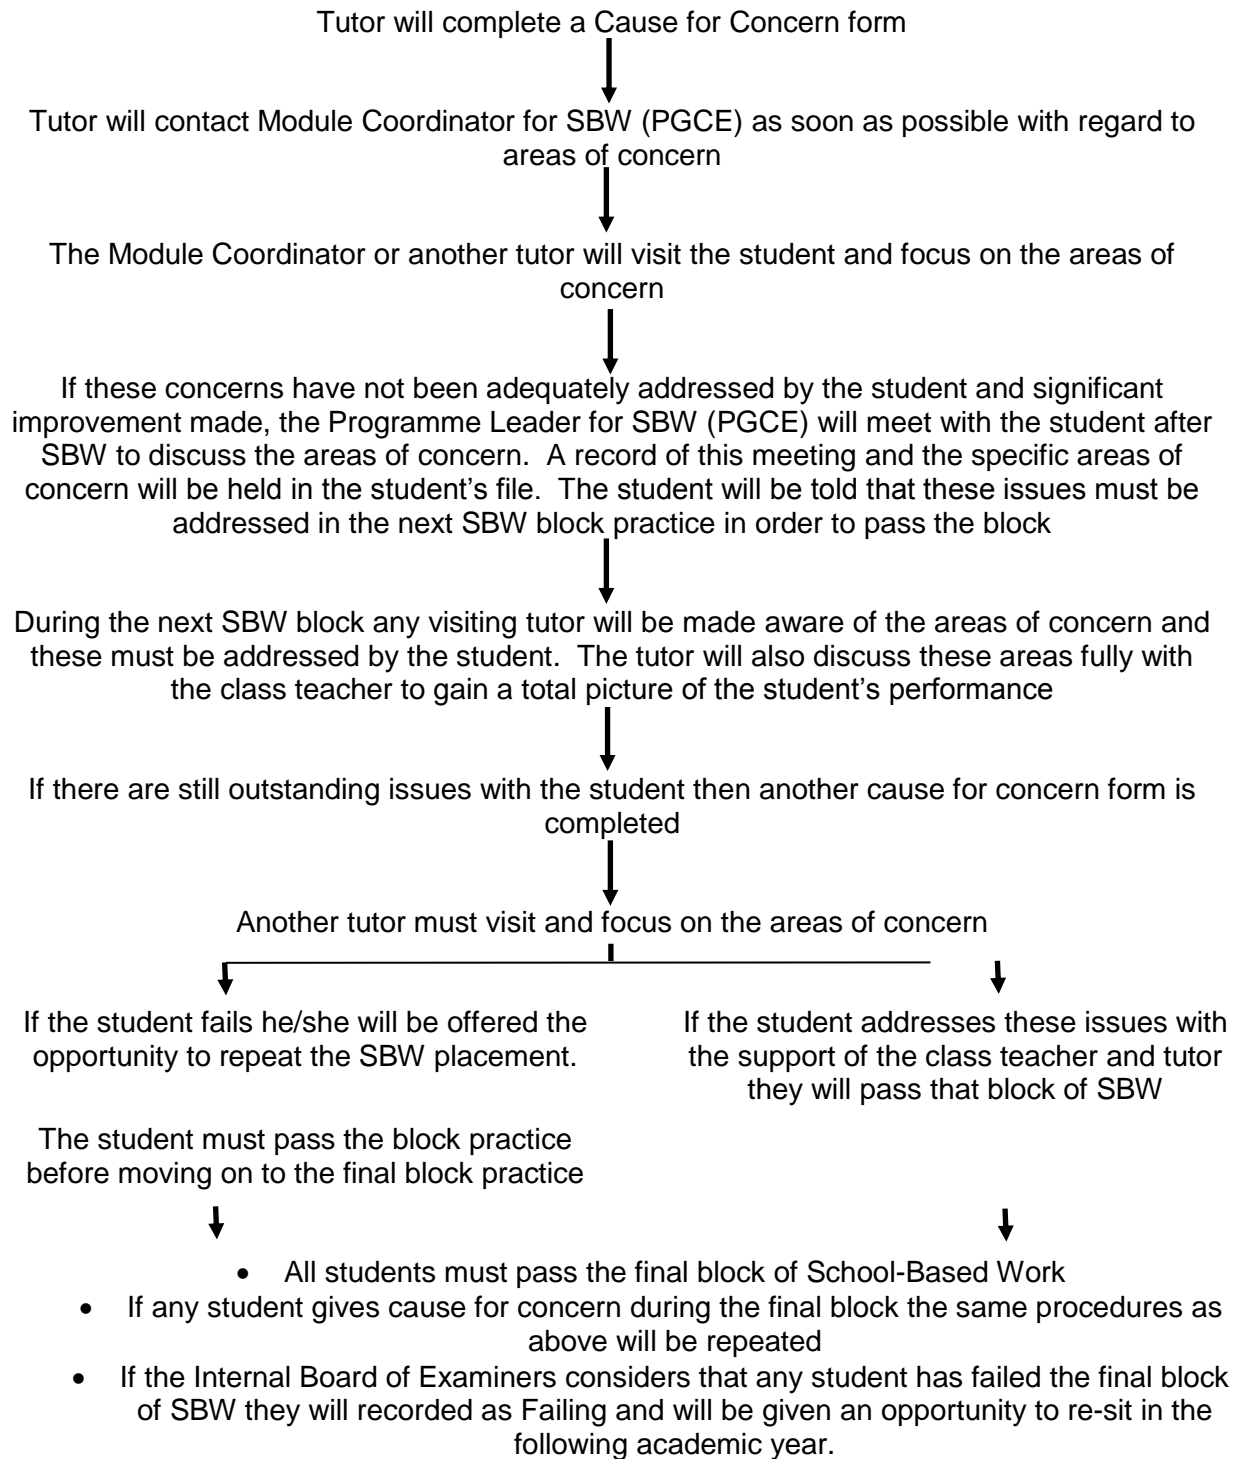 Tutor will complete a Cause for Concern form
Tutor will contact Module Coordinator for SBW (PGCE) as soon as possible with regard to
areas of concern
The Module Coordinator or another tutor will visit the student and focus on the areas of
concern
If these concerns have not been adequately addressed by the student and significant
improvement made, the Programme Leader for SBW (PGCE) will meet with the student after
SBW to discuss the areas of concern.  A record of this meeting and the specific areas of
concern will be held in the student's file.  The student will be told that these issues must be
addressed in the next SBW block practice in order to pass the block
During the next SBW block any visiting tutor will be made aware of the areas of concern and
these must be addressed by the student.  The tutor will also discuss these areas fully with
the class teacher to gain a total picture of the student's performance
If there are still outstanding issues with the student then another cause for concern form is
completed
Another tutor must visit and focus on the areas of concern
If the student fails he/she will be offered the
opportunity to repeat the SBW placement.
The student must pass the block practice
before moving on to the final block practice
If the student addresses these issues with
the support of the class teacher and tutor
they will pass that block of SBW
• All students must pass the final block of School-Based Work
• If any student gives cause for concern during the final block the same procedures as
above will be repeated
• If the Internal Board of Examiners considers that any student has failed the final block
of SBW they will recorded as Failing and will be given an opportunity to re-sit in the
following academic year.